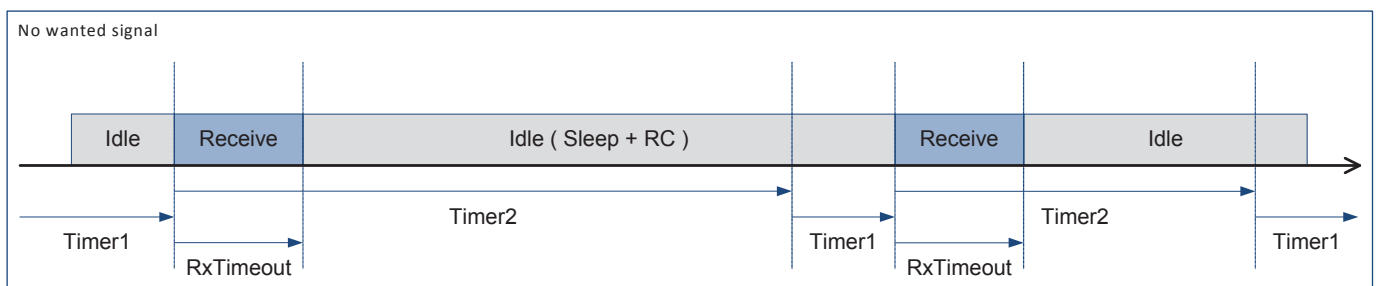 No wanted signal
Idle Receive Idle ( Sleep + RC ) Receive Idle
Timer2 Timer2
Timer1 Timer1 Timer1
RxTimeout RxTimeout